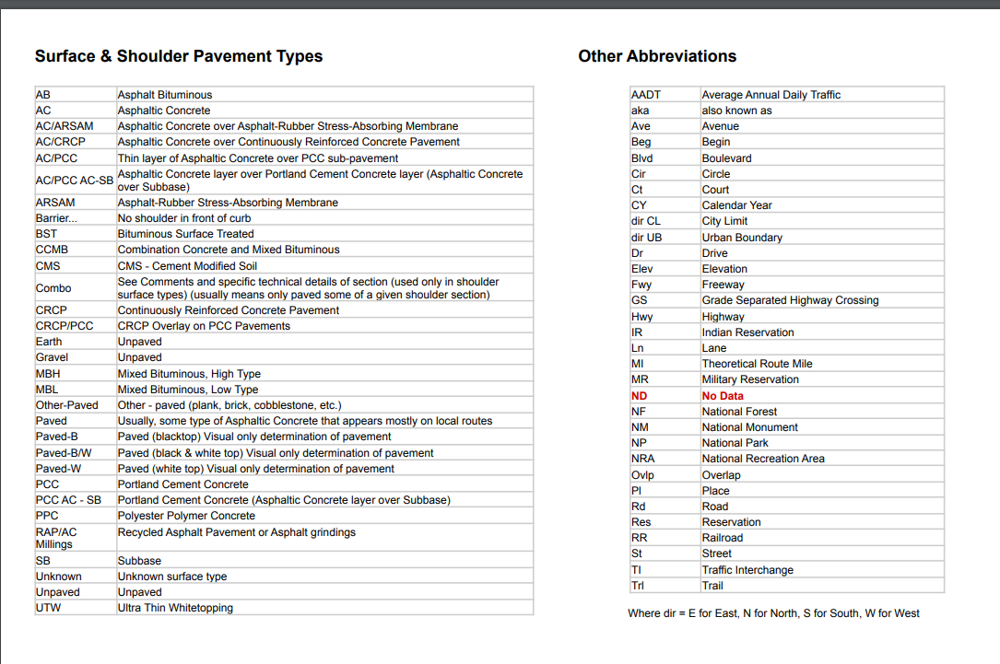 Surface & Shoulder Pavement Types
AB Asphalt Bituminous
AC Asphaltic Concrete
AC/ARSAM Asphaltic Concrete over Asphalt-Rubber Stress-Absorbing Membrane
AC/CRCP Asphaltic Concrete over Continuously Reinforced Concrete Pavement
AC/PCC Thin layer of Asphaltic Concrete over PCC sub-pavement
AC/PCC AC-SB Asphaltic Concrete layer over Portland Cement Concrete layer (Asphaltic Concrete
over Subbase)
ARSAM Asphalt-Rubber Stress-Absorbing Membrane
Barrier... No shoulder in front of curb
BST Bituminous Surface Treated
CCMB Combination Concrete and Mixed Bituminous
CMS CMS - Cement Modified Soil
Combo See Comments and specific technical details of section (used only in shoulder
surface types) (usually means only paved some of a given shoulder section)
CRCP Continuously Reinforced Concrete Pavement
CRCP/PCC CRCP Overlay on PCC Pavements
Earth Unpaved
Gravel Unpaved
MBH Mixed Bituminous, High Type
MBL Mixed Bituminous, Low Type
Other-Paved Other - paved (plank, brick, cobblestone, etc.)
Paved Usually, some type of Asphaltic Concrete that appears mostly on local routes
Paved-B Paved (blacktop) Visual only determination of pavement
Paved-B/W Paved (black & white top) Visual only determination of pavement
Paved-W Paved (white top) Visual only determination of pavement
PCC Portland Cement Concrete
PCC AC - SB Portland Cement Concrete (Asphaltic Concrete layer over Subbase)
PPC Polyester Polymer Concrete
RAP/AC Recycled Asphalt Pavement or Asphalt grindings
Millings
SB Subbase
Unknown Unknown surface type
Unpaved Unpaved
UTW Ultra Thin Whitetopping
Other Abbreviations
AADT Average Annual Daily Traffic
aka also known as
Ave Avenue
Beg Begin
Blvd Boulevard
Cir Circle
Ct Court
CY Calendar Year
dir CL City Limit
dir UB Urban Boundary
Dr Drive
Elev Elevation
Fwy Freeway
GS Grade Separated Highway Crossing
Hwy Highway
IR Indian Reservation
Ln Lane
MI Theoretical Route Mile
MR Military Reservation
ND No Data
NF National Forest
NM National Monument
NP National Park
NRA National Recreation Area
Ovlp Overlap
Pl Place
Rd Road
Res Reservation
RR Railroad
St Street
TI Traffic Interchange
Trl Trail
Where dir = E for East, N for North, S for South, W for West